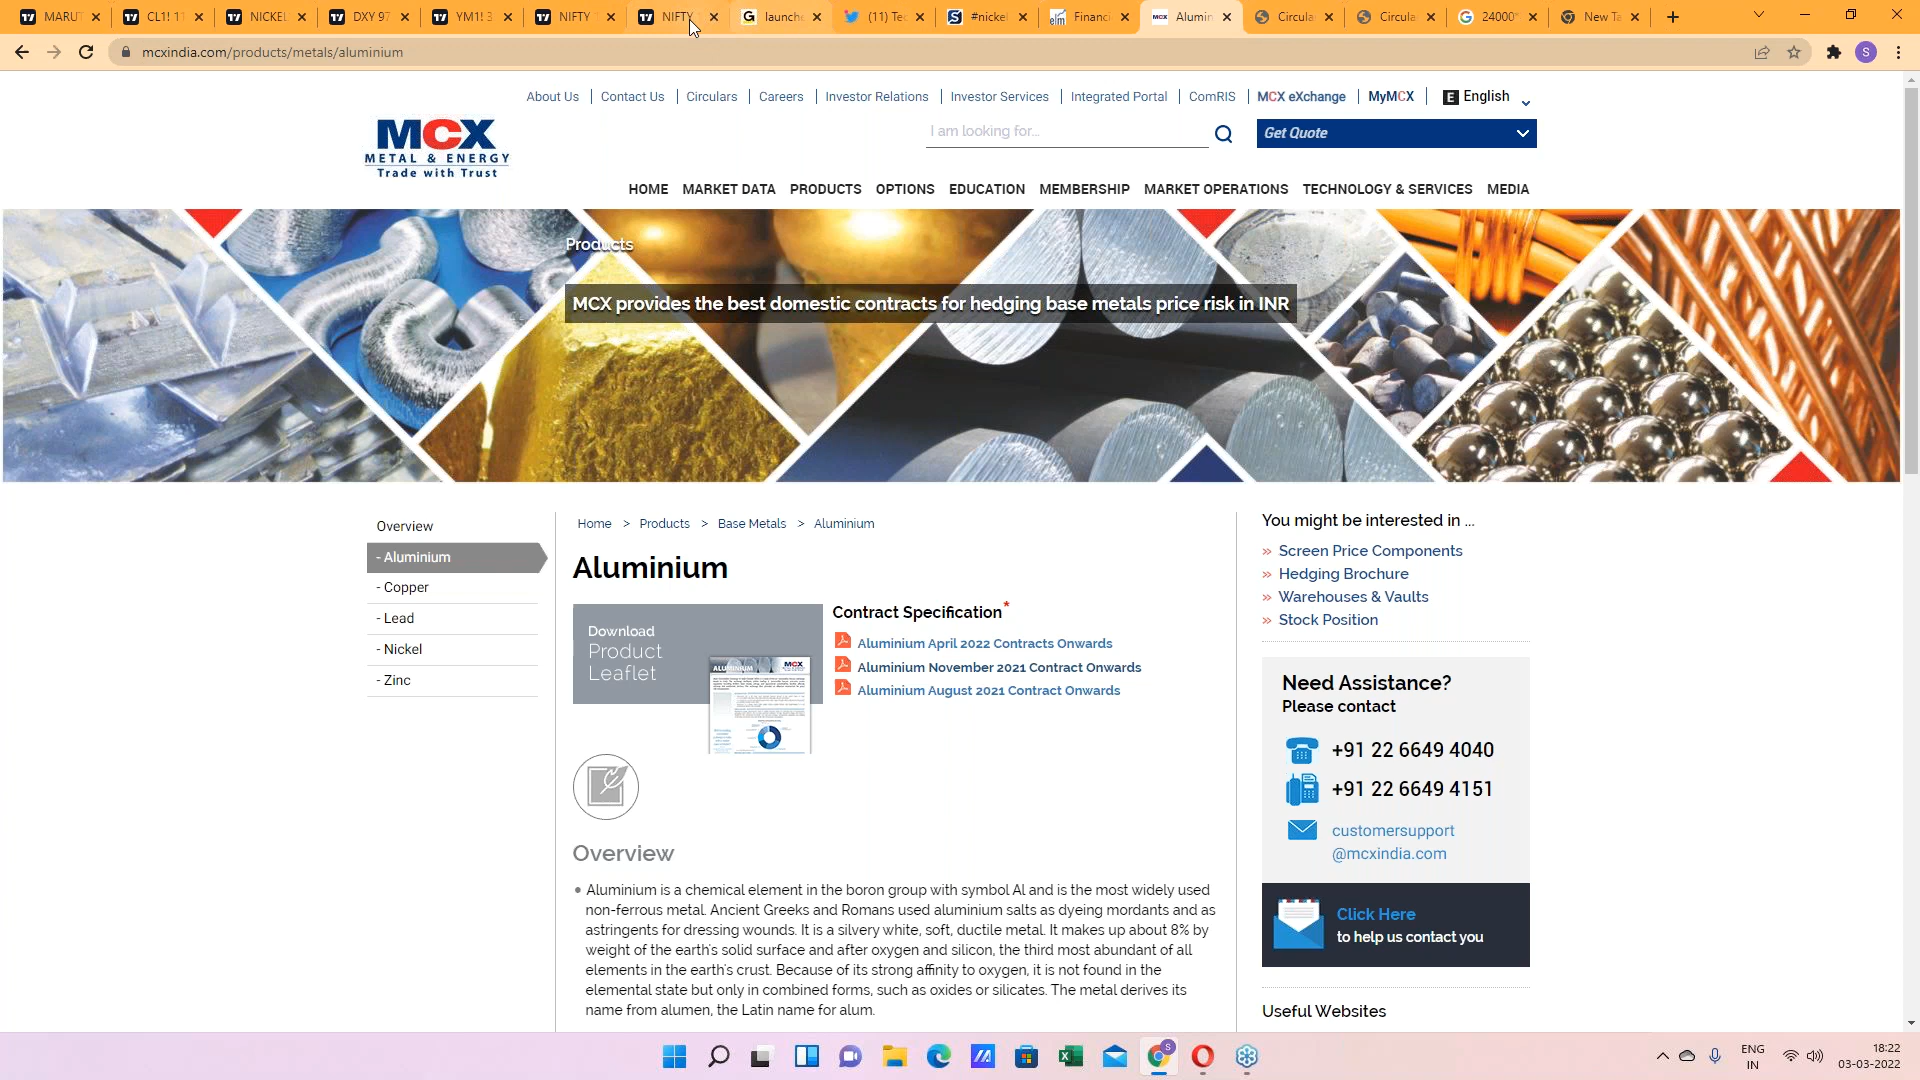 MARUT
CL1! 11
NICKEL
DXY 97
YM1! 3
NIFTY
NIFTY
launch
(11) Te
#nickel
Financi
Alumin
Circula
Circula
24000
New Ta
mcxindia.com/products/metals/aluminium
S
About Us
Contact Us
Circulars
Careers
Investor Relations
Investor Services
Integrated Portal
ComRIS
MCX eXchange
MyMCX
E English
MCX
METAL & ENERGY
Trade with Trust
I am looking for...
Get Quote
HOME MARKET DATA PRODUCTS OPTIONS EDUCATION MEMBERSHIP MARKET OPERATIONS TECHNOLOGY & SERVICES MEDIA
Products
MCX provides the best domestic contracts for hedging base metals price risk in INR
Overview
- Aluminium
- Copper
- Lead
- Nickel
- Zinc
Home > Products > Base Metals > Aluminium
Aluminium
Download
Product
Leaflet
ALUMINIUM
MCX
Contract Specification*
Aluminium April 2022 Contracts Onwards
Aluminium November 2021 Contract Onwards
Aluminium August 2021 Contract Onwards
Overview
• Aluminium is a chemical element in the boron group with symbol Al and is the most widely used
non-ferrous metal. Ancient Greeks and Romans used aluminium salts as dyeing mordants and as
astringents for dressing wounds. It is a silvery white, soft, ductile metal. It makes up about 8% by
weight of the earth's solid surface and after oxygen and silicon, the third most abundant of all
elements in the earth's crust. Because of its strong affinity to oxygen, it is not found in the
elemental state but only in combined forms, such as oxides or silicates. The metal derives its
name from alumen, the Latin name for alum.
You might be interested in ...
» Screen Price Components
» Hedging Brochure
» Warehouses & Vaults
» Stock Position
Need Assistance?
Please contact
+91 22 6649 4040
+91 22 6649 4151
customersupport
@mcxindia.com
Click Here
to help us contact you
Useful Websites
S
ENG
IN
18:22
03-03-2022